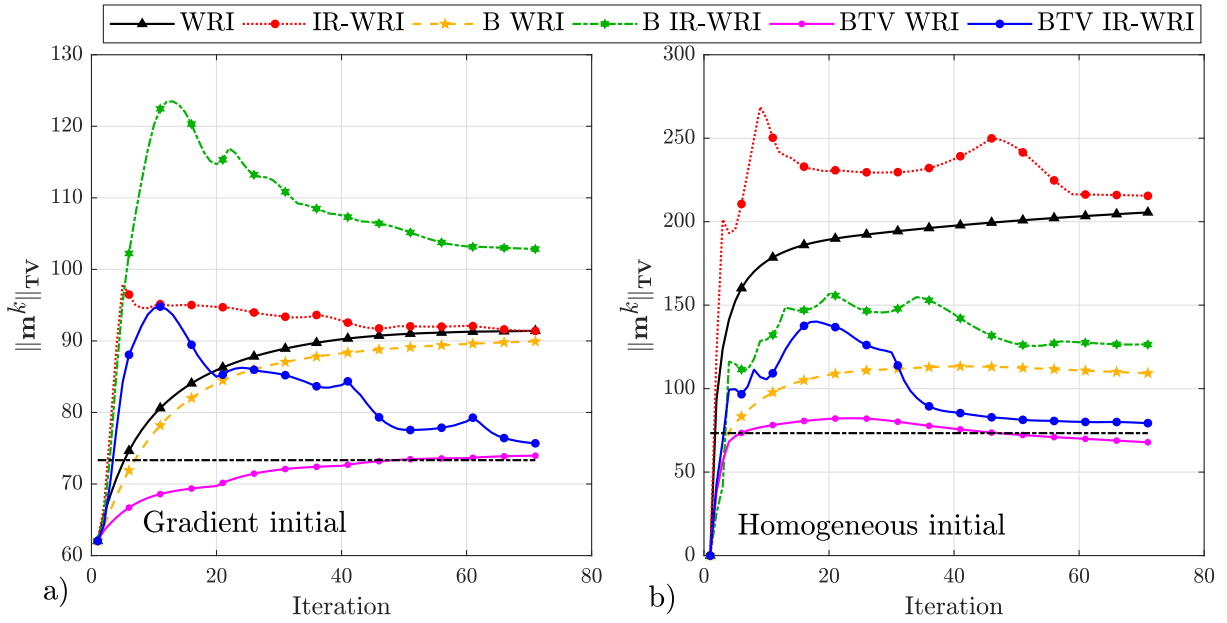 WRI IR-WRI B WRI B IR-WRI BTV WRI BTV IR-WRI
130
120
110
100
90
80
70
60
‖m^k‖_TV
Gradient initial
0 20 40 60 80
Iteration
a)
300
250
200
150
100
50
0
‖m^k‖_TV
Homogeneous initial
0 20 40 60 80
Iteration
b)